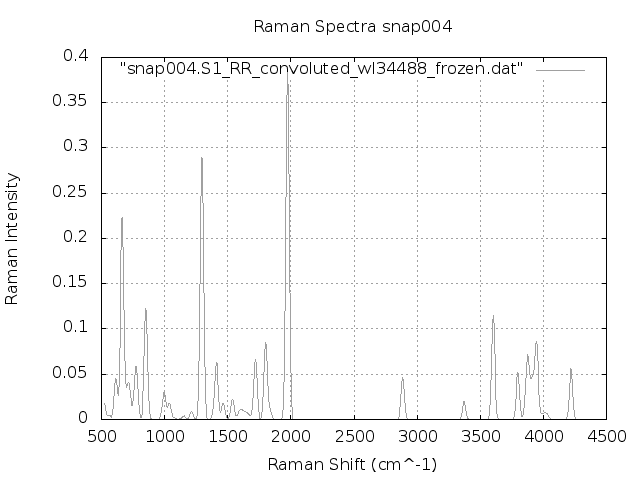 Raman Spectra snap004
"snap004.S1_RR_convoluted_wl34488_frozen.dat"
0.4
0.35
0.3
0.25
0.2
0.15
0.1
0.05
0
Raman Intensity
500 1000 1500 2000 2500 3000 3500 4000 4500
Raman Shift (cm^-1)